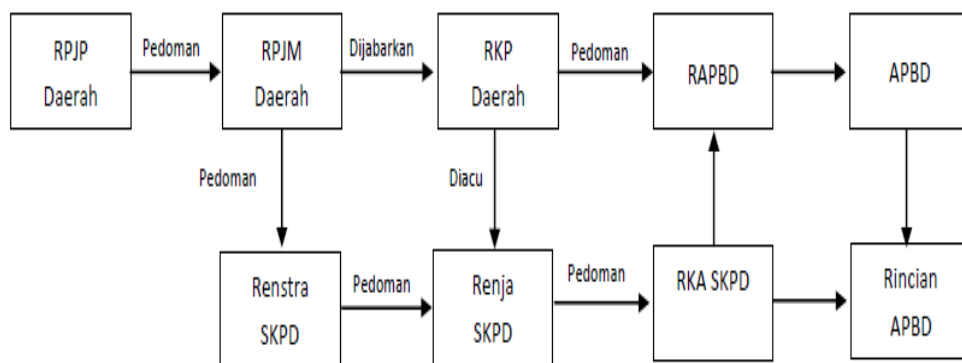 RPJP
Daerah
Pedoman
RPJM
Daerah
Dijabarkan
RKP
Daerah
Pedoman
RAPBD
APBD
Pedoman
Diacu
Renstra
SKPD
Pedoman
Renja
SKPD
Pedoman
RKA SKPD
Rincian
APBD